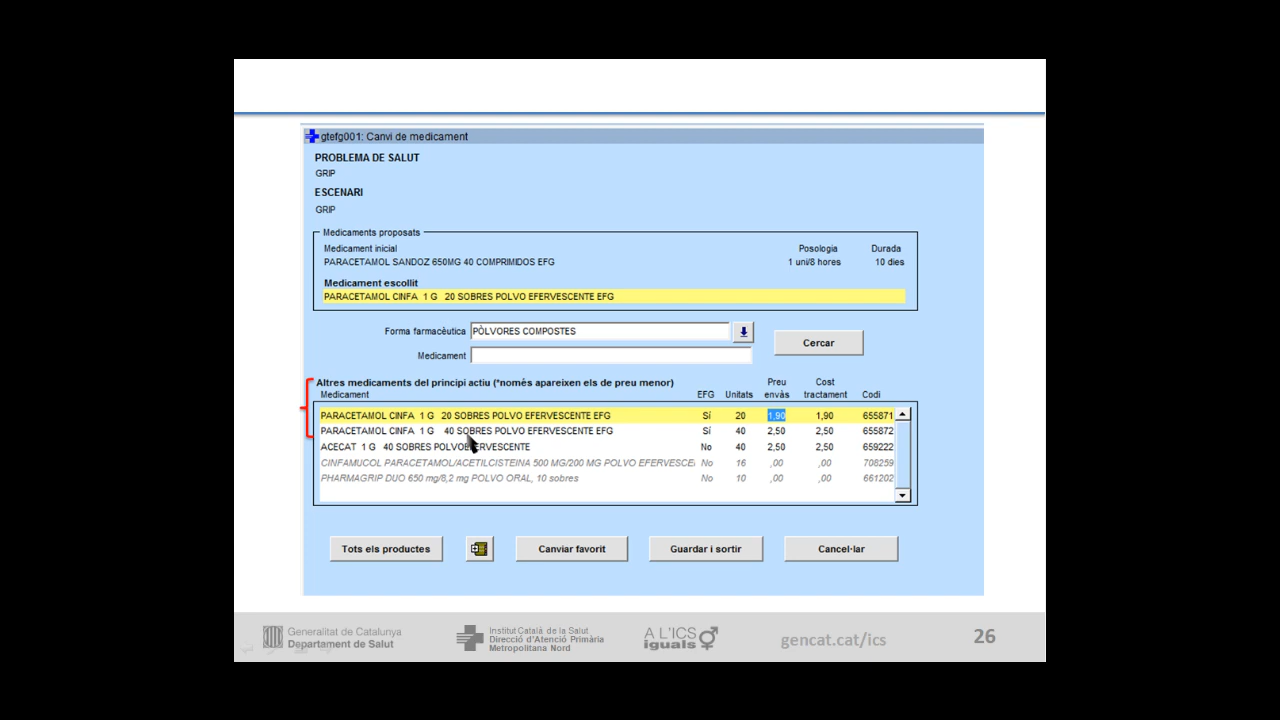 gtefg001: Canvi de medicament
PROBLEMA DE SALUT
GRIP
ESCENARI
GRIP
Medicaments proposats
Medicament inicial Posologia Durada
PARACETAMOL SANDOZ 650MG 40 COMPRIMIDOS EFG 1 uni/8 hores 10 dies
Medicament escollit
PARACETAMOL CINFA 1 G 20 SOBRES POLVO EFERVESCENTE EFG
Forma farmacèutica PÓLVORES COMPOSTES
Medicament
Cercar
Altres medicaments del principi actiu (*només apareixen els de preu menor) Preu Cost
Medicament EFG Unitats envàs tractament Codi
PARACETAMOL CINFA 1 G 20 SOBRES POLVO EFERVESCENTE EFG Sí 20 1,90 1,90 655871
PARACETAMOL CINFA 1 G 40 SOBRES POLVO EFERVESCENTE EFG Sí 40 2,50 2,50 655872
ACECAT 1 G 40 SOBRES No 40 2,50 2,50 659222
CINFAMUCOL PARACETAMOL/ACETILCISTEINA 500 MG/200 MG POLVO EFERVESCE No 16 ,00 ,00 708259
PHARMAGRIP DUO 650 mg/8,2 mg POLVO ORAL, 10 sobres No 10 ,00 ,00 661202
Tots els productes Canviar favorit Guardar i sortir Cancel·lar
Generalitat de Catalunya
Departament de Salut
Institut Català de la Salut
Direcció d'Atenció Primària
Metropolitana Nord
A L'ICS
iguals
gencat.cat/ics
26